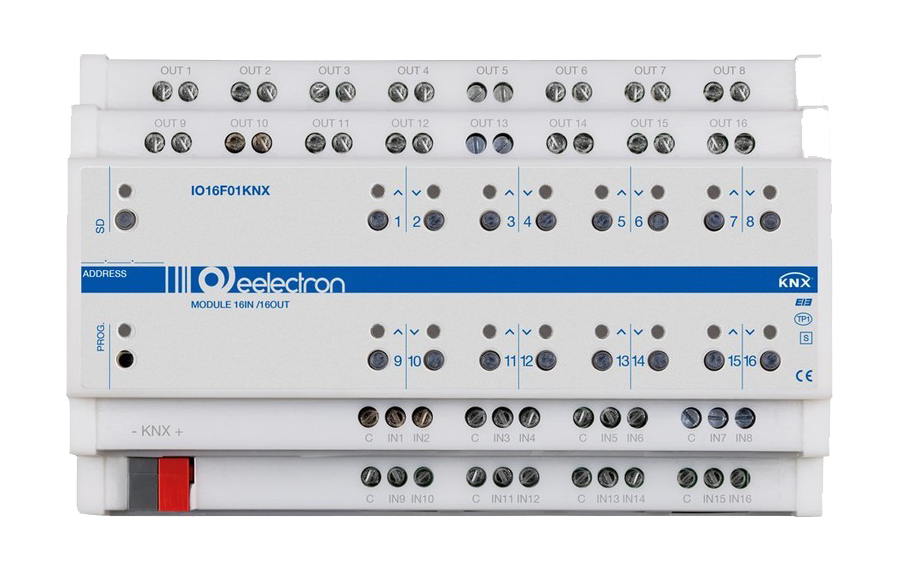 OUT 1 OUT 2 OUT 3 OUT 4 OUT 5 OUT 6 OUT 7 OUT 8
OUT 9 OUT 10 OUT 11 OUT 12 OUT 13 OUT 14 OUT 15 OUT 16
IO16F01KNX
SD
1 2 3 4 5 6 7 8
ADDRESS
eelectron
KNX
MODULE 16IN /16OUT
EIB
TP1
S
PROG.
9 10 11 12 13 14 15 16
CE
- KNX +
C IN1 IN2 C IN3 IN4 C IN5 IN6 C IN7 IN8
C IN9 IN10 C IN11 IN12 C IN13 IN14 C IN15 IN16